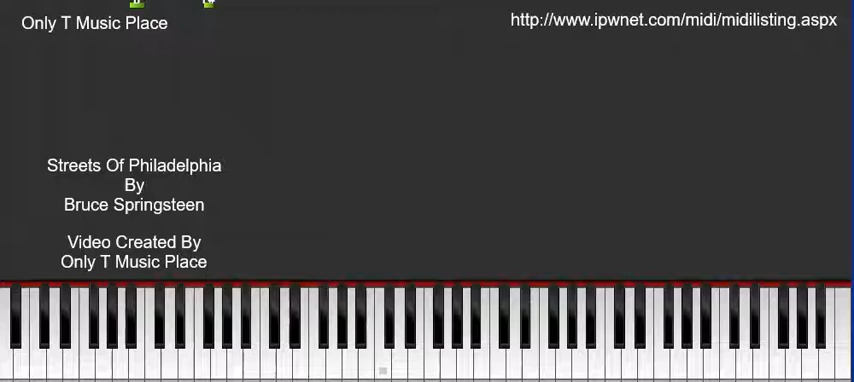 Only T Music Place
http://www.ipwnet.com/midi/midilisting.aspx
Streets Of Philadelphia
By
Bruce Springsteen
Video Created By
Only T Music Place